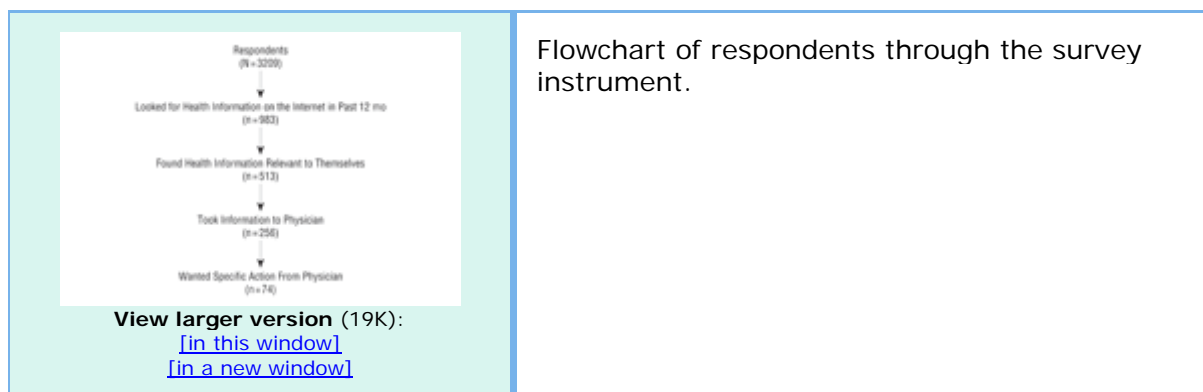 Respondents
(N=3209)
Looked for Health Information on the Internet in Past 12 mo
(n=983)
Found Health Information Relevant to Themselves
(n=513)
Took Information to Physician
(n=256)
Wanted Specific Action From Physician
(n=74)
View larger version (19K):
[in this window]
[in a new window]
Flowchart of respondents through the survey
instrument.